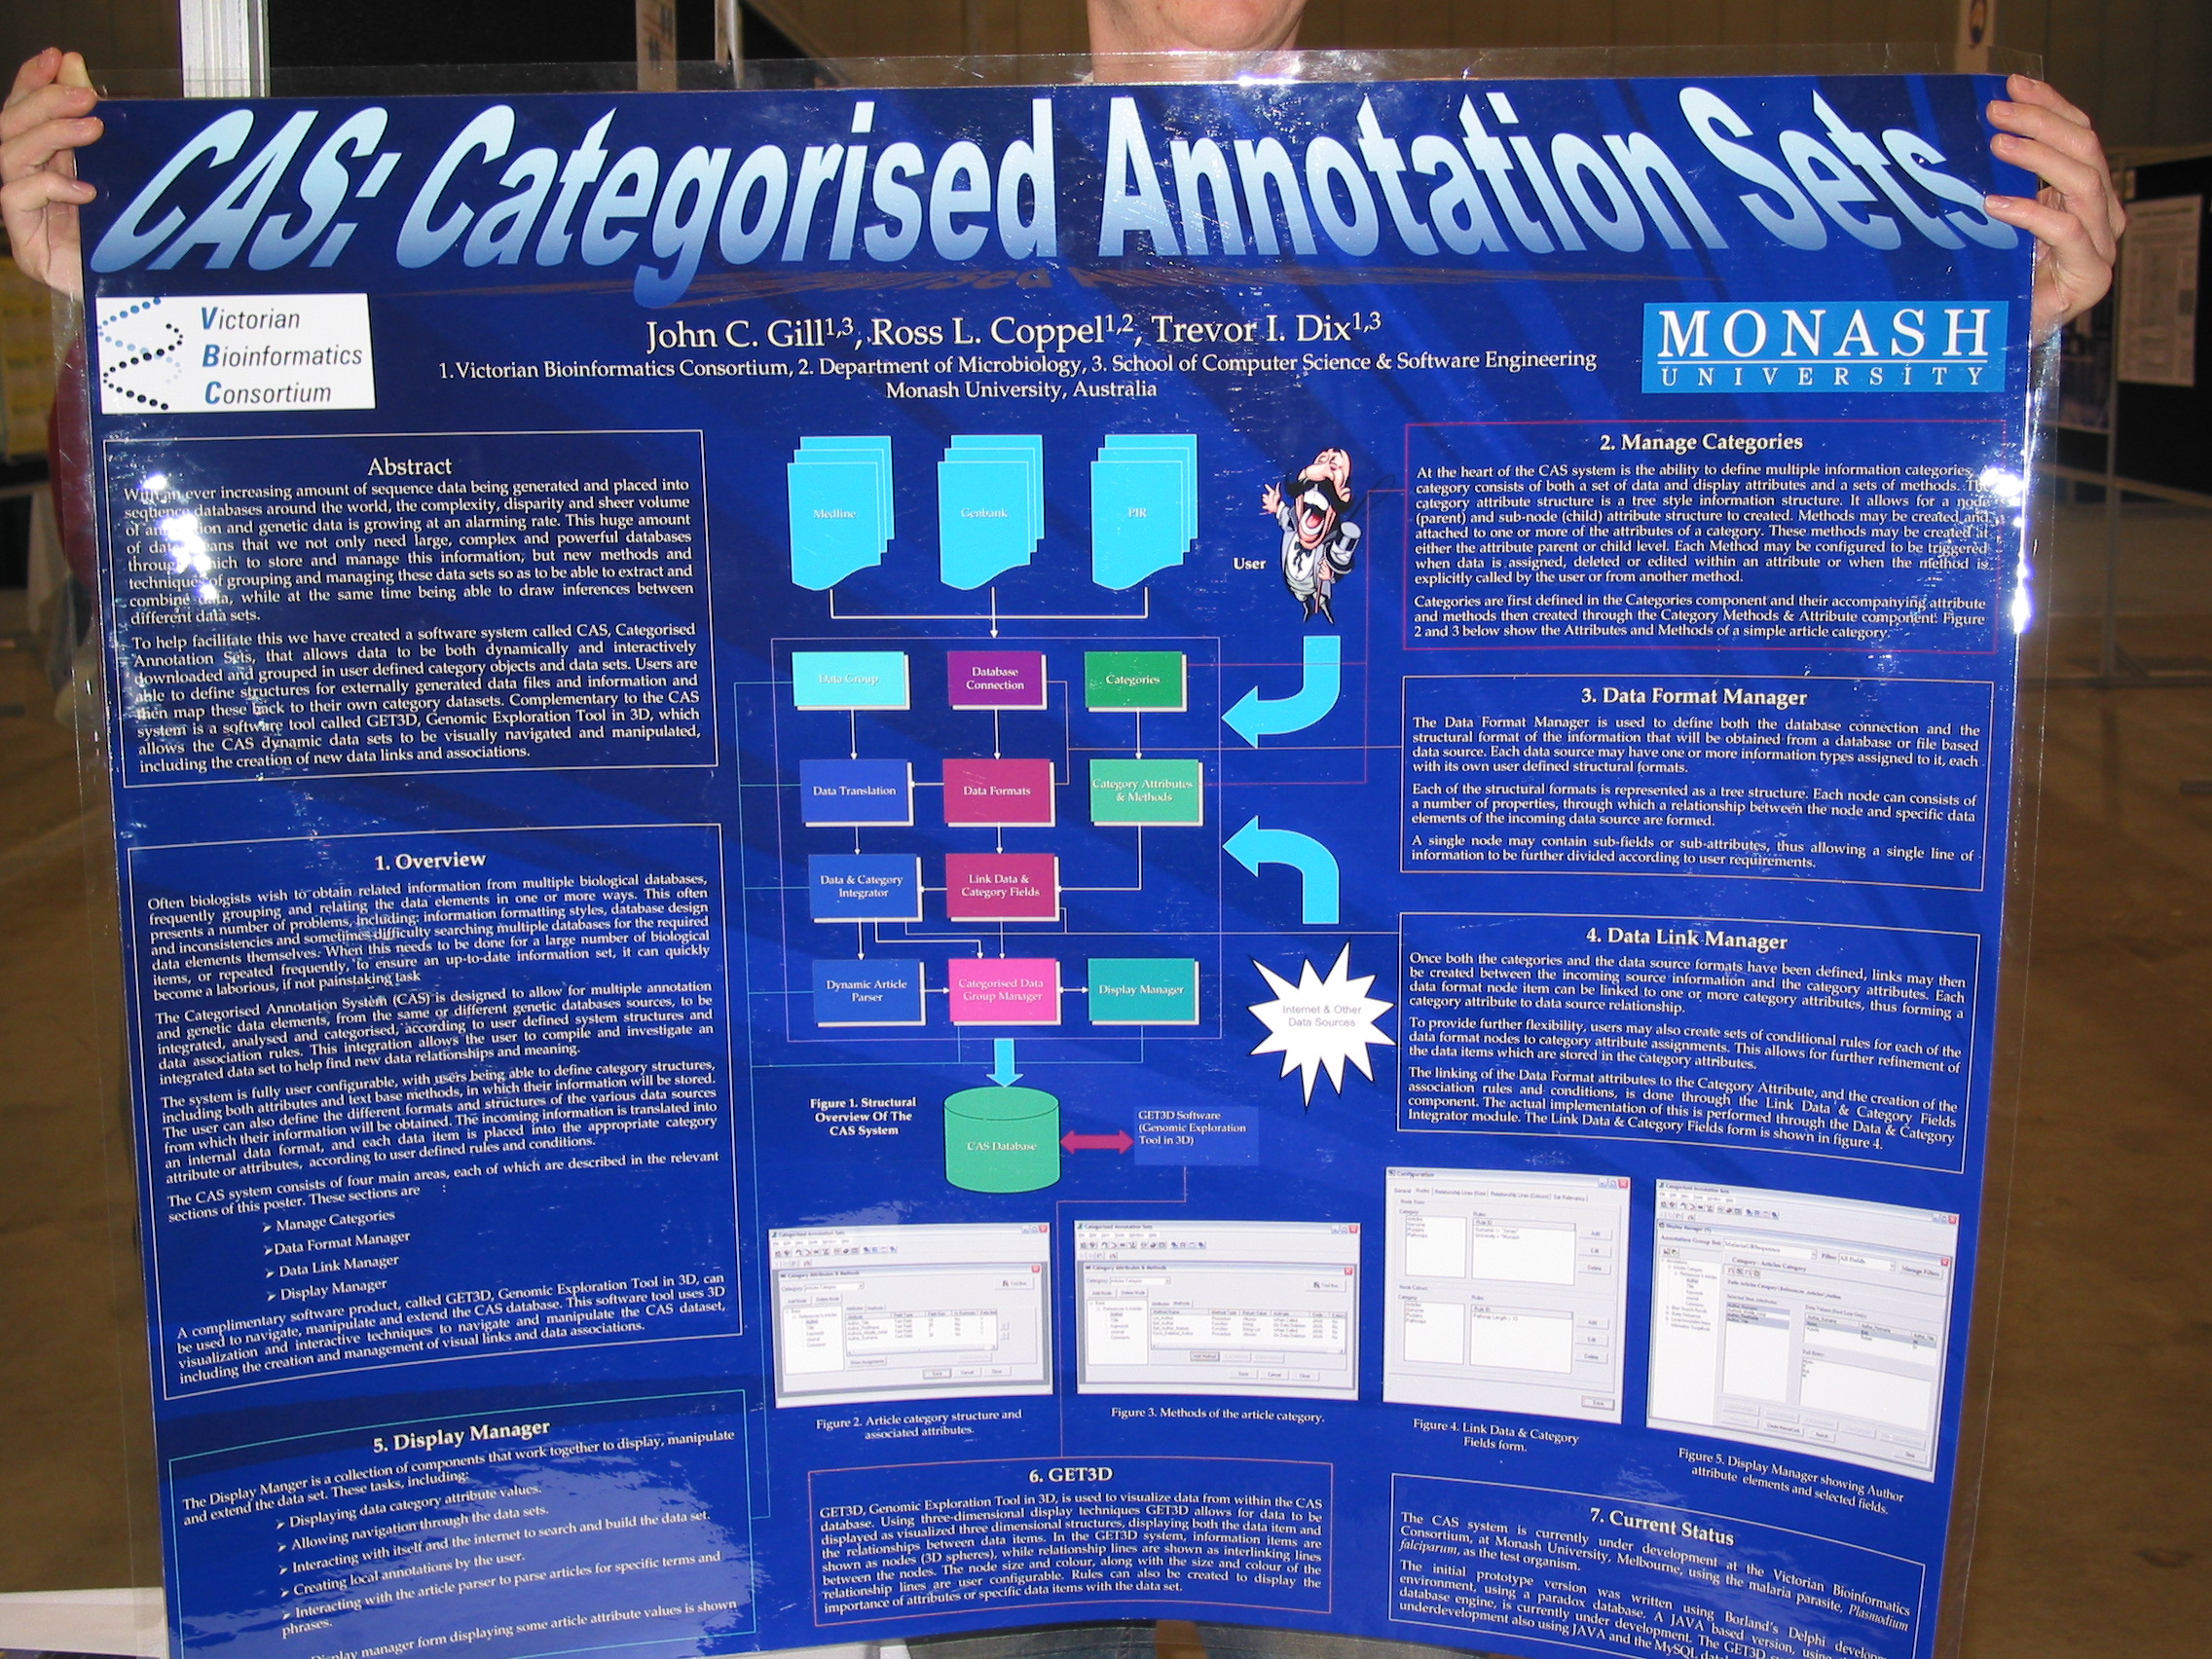 CAS: Categorised Annotation Sets
Victorian
Bioinformatics
Consortium
John C. Gill1,3, Ross L. Coppel1,2, Trevor I. Dix1,3
1.Victorian Bioinformatics Consortium, 2. Department of Microbiology, 3. School of Computer Science & Software Engineering
Monash University, Australia
MONASH
UNIVERSITY
Abstract
With an ever increasing amount of sequence data being generated and placed into
sequence databases around the world, the complexity, disparity and sheer volume
of and genetic data is growing at an alarming rate. This huge amount
of data means that we not only need large, complex and powerful databases
through which to store and manage this information, but new methods and
techniques of grouping and managing these data sets so as to be able to extract and
combine data, while at the same time being able to draw inferences between
different data sets.
To help facilitate this we have created a software system called CAS, Categorised
Annotation Sets, that allows data to be both dynamically and interactively
downloaded and grouped in user defined category objects and data sets. Users are
able to define structures for externally generated data files and information and
then map these back to their own category datasets. Complementary to the CAS
system is a software tool called GET3D, Genomic Exploration Tool in 3D, which
allows the CAS dynamic data sets to be visually navigated and manipulated,
including the creation of new data links and associations.
1. Overview
Often biologists wish to obtain related information from multiple biological databases,
frequently grouping and relating the data elements in one or more ways. This often
presents a number of problems, including: information formatting styles, database design
and inconsistencies and sometimes difficulty searching multiple databases for the required
data elements themselves. When this needs to be done for a large number of biological
items, or repeated frequently, to ensure an up-to-date information set, it can quickly
become a laborious, if not painstaking task
The Categorised Annotation System (CAS) is designed to allow for multiple annotation
and genetic data elements, from the same or different genetic databases sources, to be
integrated, analysed and categorised, according to user defined system structures and
data association rules. This integration allows the user to compile and investigate an
integrated data set to help find new data relationships and meaning.
The system is fully user configurable, with users being able to define category structures,
including both attributes and text base methods, in which their information will be stored.
The user can also define the different formats and structures of the various data sources
from which their information will be obtained. The incoming information is translated into
an internal data format, and each data item is placed into the appropriate category
attribute or attributes, according to user defined rules and conditions.
The CAS system consists of four main areas, each of which are described in the relevant
sections of this poster. These sections are :
➢ Manage Categories
➢ Data Format Manager
➢ Data Link Manager
➢ Display Manager
A complimentary software product, called GET3D, Genomic Exploration Tool in 3D, can
be used to navigate, manipulate and extend the CAS database. This software tool uses 3D
visualization and interactive techniques to navigate and manipulate the CAS dataset,
including the creation and management of visual links and data associations.
5. Display Manager
The Display Manger is a collection of components that work together to display, manipulate
and extend the data set. These tasks, including:
➢ Displaying data category attribute values.
➢ Allowing navigation through the data sets.
➢ Interacting with itself and the internet to search and build the data set.
➢ Creating local annotations by the user.
➢ Interacting with the article parser to parse articles for specific terms and
phrases.
Display manager form displaying some article attribute values is shown
Medline
Genbank
PIR
User
Data Group
Database
Connection
Categories
Data Translation
Data Formats
Category Attributes
& Methods
Data & Category
Integrator
Link Data &
Category Fields
Dynamic Article
Parser
Categorised Data
Group Manager
Display Manager
Internet & Other
Data Sources
Figure 1. Structural
Overview Of The
CAS System
CAS Database
GET3D Software
(Genomic Exploration
Tool in 3D)
2. Manage Categories
At the heart of the CAS system is the ability to define multiple information categories. A
category consists of both a set of data and display attributes and a sets of methods. The
category attribute structure is a tree style information structure. It allows for a node
(parent) and sub-node (child) attribute structure to created. Methods may be created and
attached to one or more of the attributes of a category. These methods may be created at
either the attribute parent or child level. Each Method may be configured to be triggered
when data is assigned, deleted or edited within an attribute or when the method is
explicitly called by the user or from another method.
Categories are first defined in the Categories component and their accompanying attribute
and methods then created through the Category Methods & Attribute component. Figure
2 and 3 below show the Attributes and Methods of a simple article category.
3. Data Format Manager
The Data Format Manager is used to define both the database connection and the
structural format of the information that will be obtained from a database or file based
data source. Each data source may have one or more information types assigned to it, each
with its own user defined structural formats.
Each of the structural formats is represented as a tree structure. Each node can consists of
a number of properties, through which a relationship between the node and specific data
elements of the incoming data source are formed.
A single node may contain sub-fields or sub-attributes, thus allowing a single line of
information to be further divided according to user requirements.
4. Data Link Manager
Once both the categories and the data source formats have been defined, links may then
be created between the incoming source information and the category attributes. Each
data format node item can be linked to one or more category attributes, thus forming a
category attribute to data source relationship.
To provide further flexibility, users may also create sets of conditional rules for each of the
data format nodes to category attribute assignments. This allows for further refinement of
the data items which are stored in the category attributes.
The linking of the Data Format attributes to the Category Attribute, and the creation of the
association rules and conditions, is done through the Link Data & Category Fields
component. The actual implementation of this is performed through the Data & Category
Integrator module. The Link Data & Category Fields form is shown in figure 4.
Figure 2. Article category structure and
associated attributes.
Figure 3. Methods of the article category.
Figure 4. Link Data & Category
Fields form.
Figure 5. Display Manager showing Author
attribute elements and selected fields.
6. GET3D
GET3D, Genomic Exploration Tool in 3D, is used to visualize data from within the CAS
database. Using three-dimensional display techniques GET3D allows for data to be
displayed as visualized three dimensional structures, displaying both the data item and
the relationships between data items. In the GET3D system, information items are
shown as nodes (3D spheres), while relationship lines are shown as interlinking lines
between the nodes. The node size and colour, along with the size and colour of the
relationship lines are user configurable. Rules can also be created to display the
importance of attributes or specific data items with the data set.
7. Current Status
The CAS system is currently under development at the Victorian Bioinformatics
Consortium, at Monash University, Melbourne, using the malaria parasite, Plasmodium
falciparum, as the test organism.
The initial prototype version was written using Borland's Delphi
environment, using a paradox database. A JAVA based version, using
database engine, is currently under development. The GET3D
underdevelopment also using JAVA and the MySQL